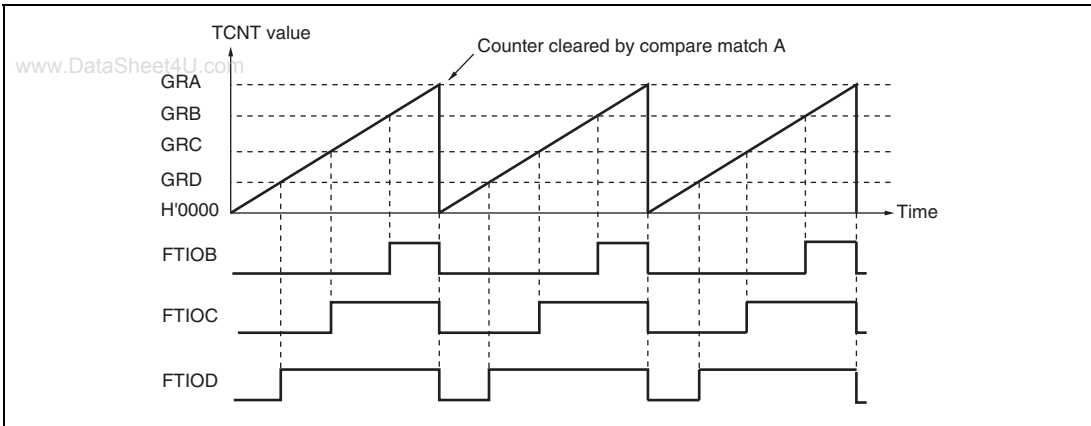 TCNT value
Counter cleared by compare match A
www.DataSheet4U.com
GRA
GRB
GRC
GRD
H'0000
Time
FTIOB
FTIOC
FTIOD